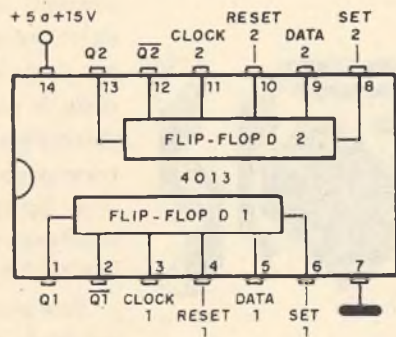 +5a+15V
Q2
Q2
CLOCK 2
RESET 2
DATA 2
SET 2
14 13 12 11 10 9 8
FLIP-FLOP D 2
4013
FLIP-FLOP D 1
1 2 3 4 5 6 7
Q1
Q1
CLOCK 1
RESET 1
DATA 1
SET 1